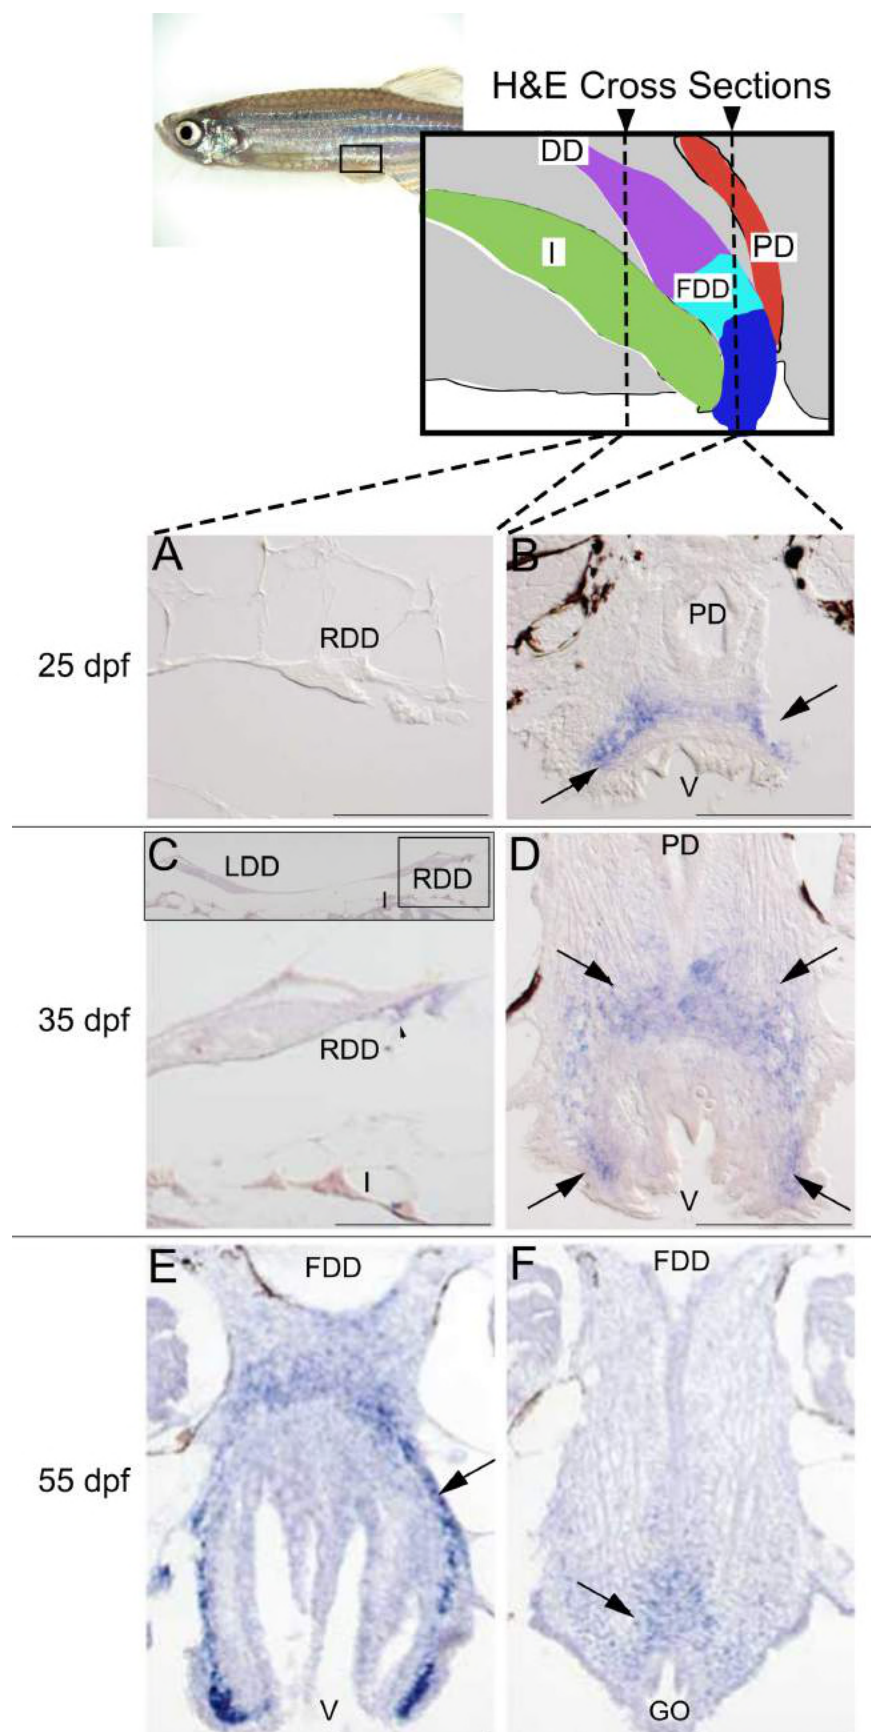 H&E Cross Sections
DD
I
PD
FDD
A
RDD
B
PD
V
25 dpf
C
LDD
RDD
I
RDD
I
D
PD
V
35 dpf
E
FDD
V
F
FDD
GO
55 dpf